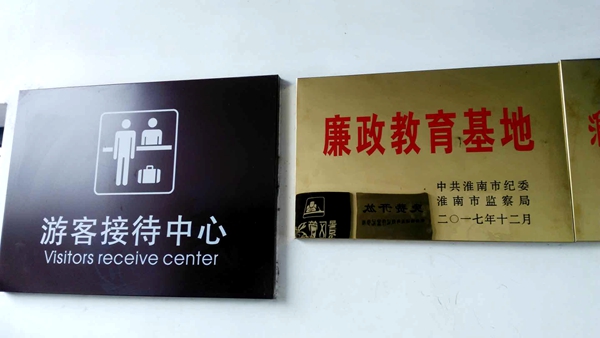 游客接待中心
Visitors receive center
廉政教育基地
中共淮南市纪委
淮南市监察局
二〇一七年十二月